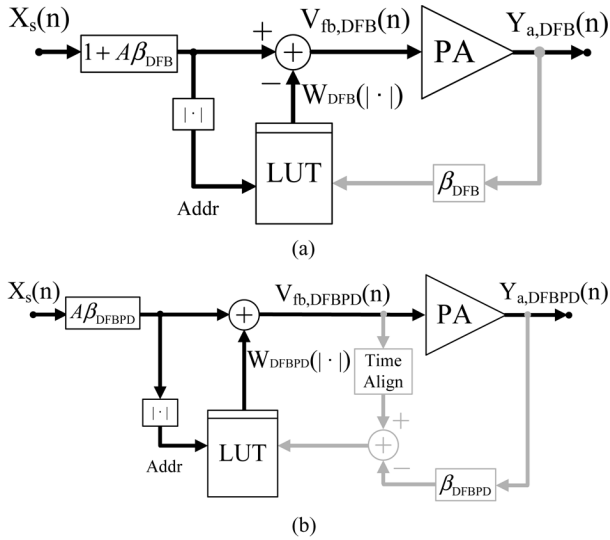 Xs(n)
1 + AβDFB
+
Vfb,DFB(n)
PA
Ya,DFB(n)
+
−
WDFB(|·|)
|·|
LUT
βDFB
Addr
(a)
Xs(n)
AβDFBPD
+
Vfb,DFBPD(n)
PA
Ya,DFBPD(n)
WDFBPD(|·|)
Time
Align
|·|
LUT
+
+
−
βDFBPD
Addr
(b)